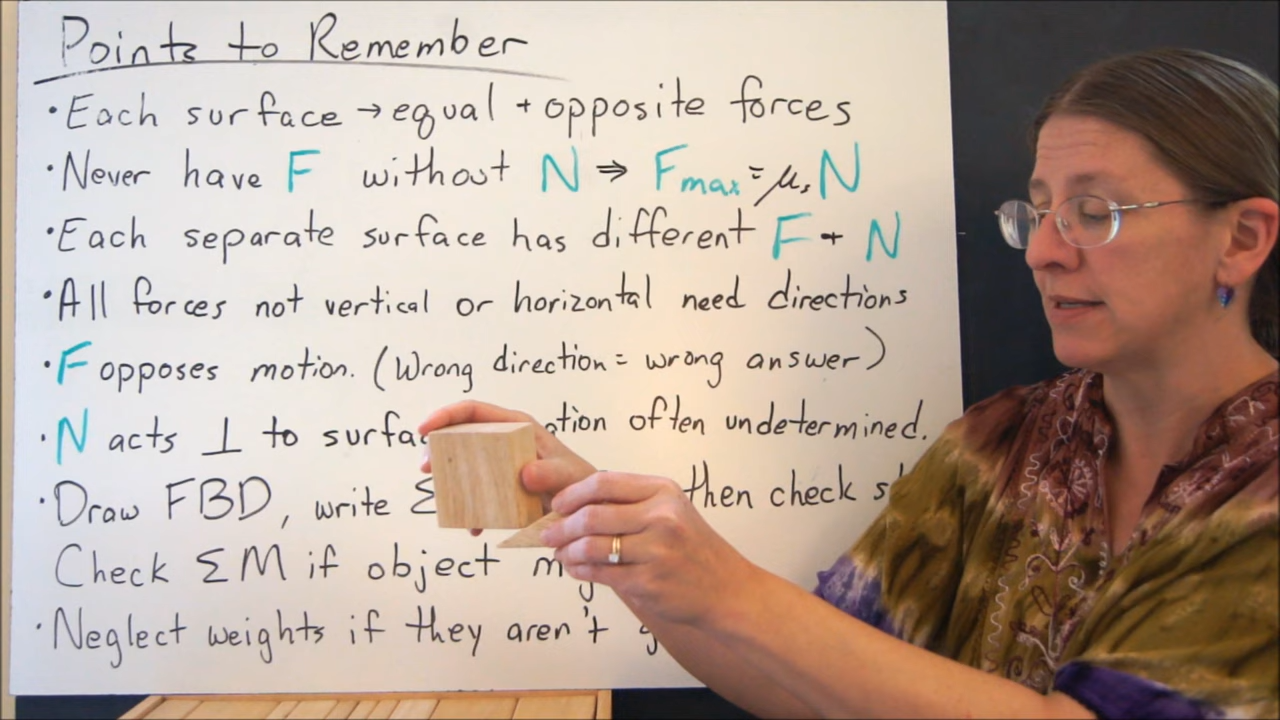 Points to Remember
• Each surface → equal + opposite forces
• Never have F without N ⇒ Fmax = μs N
• Each separate surface has different F + N
• All forces not vertical or horizontal need directions
• F opposes motion. (Wrong direction = wrong answer)
• N acts ⊥ to often undetermined.
• Draw FBD, write then check
Check ΣM if object
• Neglect weights if they aren't